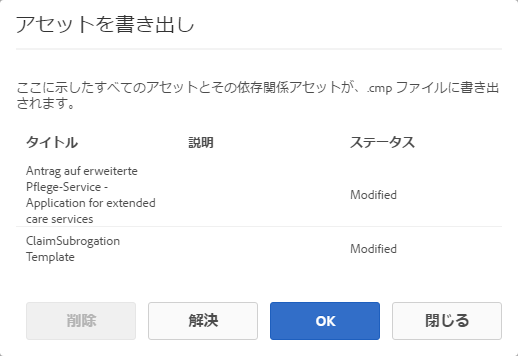 アセットを書き出し
ここに示したすべてのアセットとその依存関係アセットが、.cmp ファイルに書き出
されます。
タイトル 説明 ステータス
Antrag auf erweiterte
Pflege-Service -
Application for extended
care services
Modified
ClaimSubrogation
Template
Modified
削除 解決 OK 閉じる